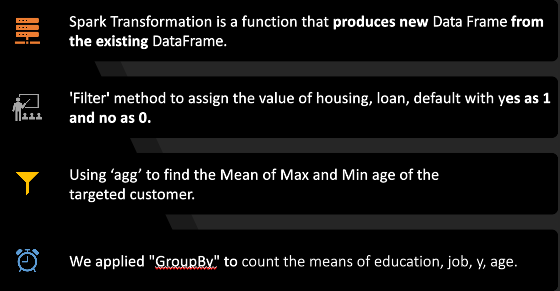 Spark Transformation is a function that produces new Data Frame from
the existing DataFrame.
'Filter' method to assign the value of housing, loan, default with yes as 1
and no as 0.
Using ‘agg’ to find the Mean of Max and Min age of the
targeted customer.
We applied "GroupBy" to count the means of education, job, y, age.